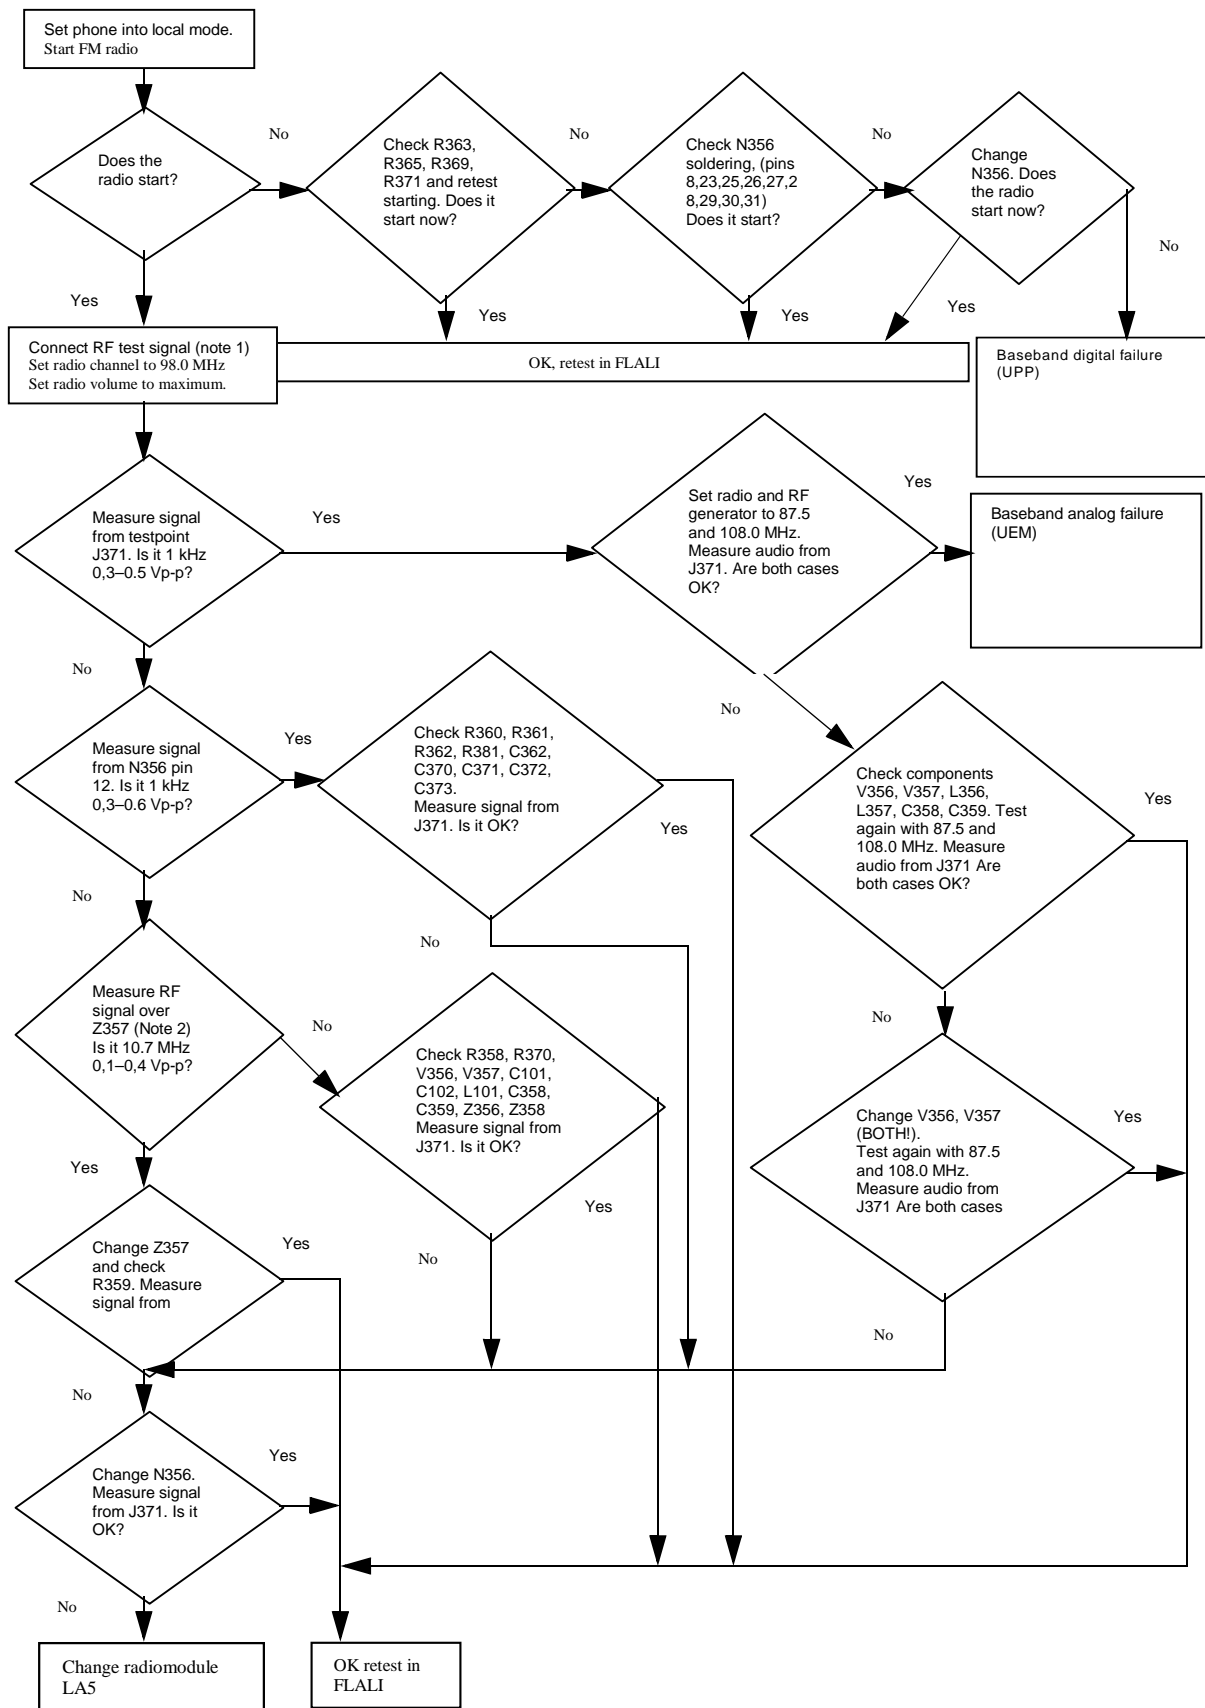 Set phone into local mode.
Start FM radio
Does the
radio start?
No
Check R363,
R365, R369,
R371 and retest
starting. Does it
start now?
No
Check N356
soldering, (pins
8,23,25,26,27,2
8,29,30,31)
Does it start?
No
Change
N356. Does
the radio
start now?
No
Yes
Yes
Yes
Yes
Connect RF test signal (note 1)
Set radio channel to 98.0 MHz
Set radio volume to maximum.
OK, retest in FLALI
Baseband digital failure
(UPP)
Measure signal
from testpoint
J371. Is it 1 kHz
0,3–0.5 Vp-p?
Yes
Set radio and RF
generator to 87.5
and 108.0 MHz.
Measure audio from
J371. Are both cases
OK?
Yes
Baseband analog failure
(UEM)
No
No
Measure signal
from N356 pin
12. Is it 1 kHz
0,3–0.6 Vp-p?
Yes
Check R360, R361,
R362, R381, C362,
C370, C371, C372,
C373.
Measure signal from
J371. Is it OK?
Yes
Check components
V356, V357, L356,
L357, C358, C359. Test
again with 87.5 and
108.0 MHz. Measure
audio from J371 Are
both cases OK?
Yes
No
No
No
Measure RF
signal over
Z357 (Note 2)
Is it 10.7 MHz
0,1–0,4 Vp-p?
No
Check R358, R370,
V356, V357, C101,
C102, L101, C358,
C359, Z356, Z358
Measure signal from
J371. Is it OK?
Yes
Change V356, V357
(BOTH!).
Test again with 87.5
and 108.0 MHz.
Measure audio from
J371 Are both cases
Yes
Yes
No
No
Change Z357
and check
R359. Measure
signal from
Yes
No
Change N356.
Measure signal
from J371. Is it
OK?
Yes
No
Change radiomodule
LA5
OK retest in
FLALI